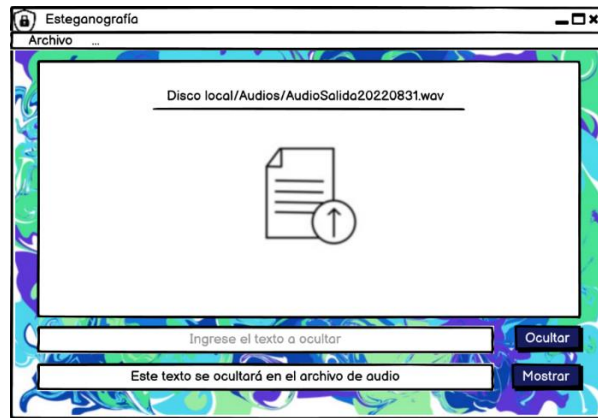 Esteganografía
Archivo ...
Disco local/Audios/AudioSalida20220831.wav
Ingrese el texto a ocultar
Ocultar
Este texto se ocultará en el archivo de audio
Mostrar